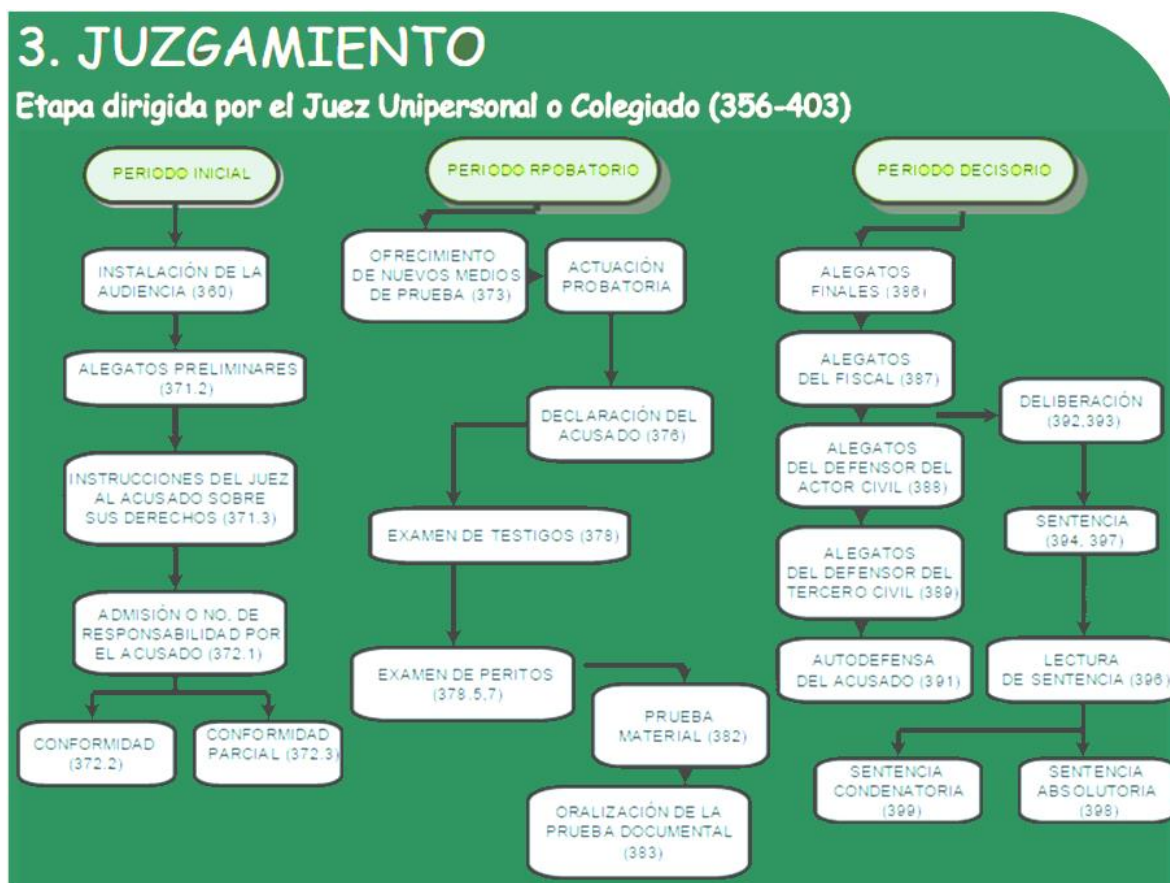 3. JUZGAMIENTO
Etapa dirigida por el Juez Unipersonal o Colegiado (356-403)
PERIODO INICIAL
INSTALACIÓN DE LA
AUDIENCIA (360)
ALEGATOS PRELIMINARES
(371.2)
INSTRUCCIONES DEL JUEZ
AL ACUSADO SOBRE
SUS DERECHOS (371.3)
ADMISIÓN O NO. DE
RESPONSABILIDAD POR
EL ACUSADO (372.1)
CONFORMIDAD
(372.2)
CONFORMIDAD
PARCIAL (372.3)
PERIODO RPOBATORIO
OFRECIMIENTO
DE NUEVOS MEDIOS
DE PRUEBA (373)
ACTUACIÓN
PROBATORIA
DECLARACIÓN DEL
ACUSADO (376)
EXAMEN DE TESTIGOS (378)
EXAMEN DE PERITOS
(378.5,7)
PRUEBA
MATERIAL (382)
ORALIZACIÓN DE LA
PRUEBA DOCUMENTAL
(383)
PERIODO DECISORIO
ALEGATOS
FINALES (386)
ALEGATOS
DEL FISCAL (387)
ALEGATOS
DEL DEFENSOR DEL
ACTOR CIVIL (388)
ALEGATOS
DEL DEFENSOR DEL
TERCERO CIVIL (389)
AUTODEFENSA
DEL ACUSADO (391)
DELIBERACIÓN
(392,393)
SENTENCIA
(394, 397)
LECTURA
DE SENTENCIA (396)
SENTENCIA
CONDENATORIA
(399)
SENTENCIA
ABSOLUTORIA
(398)